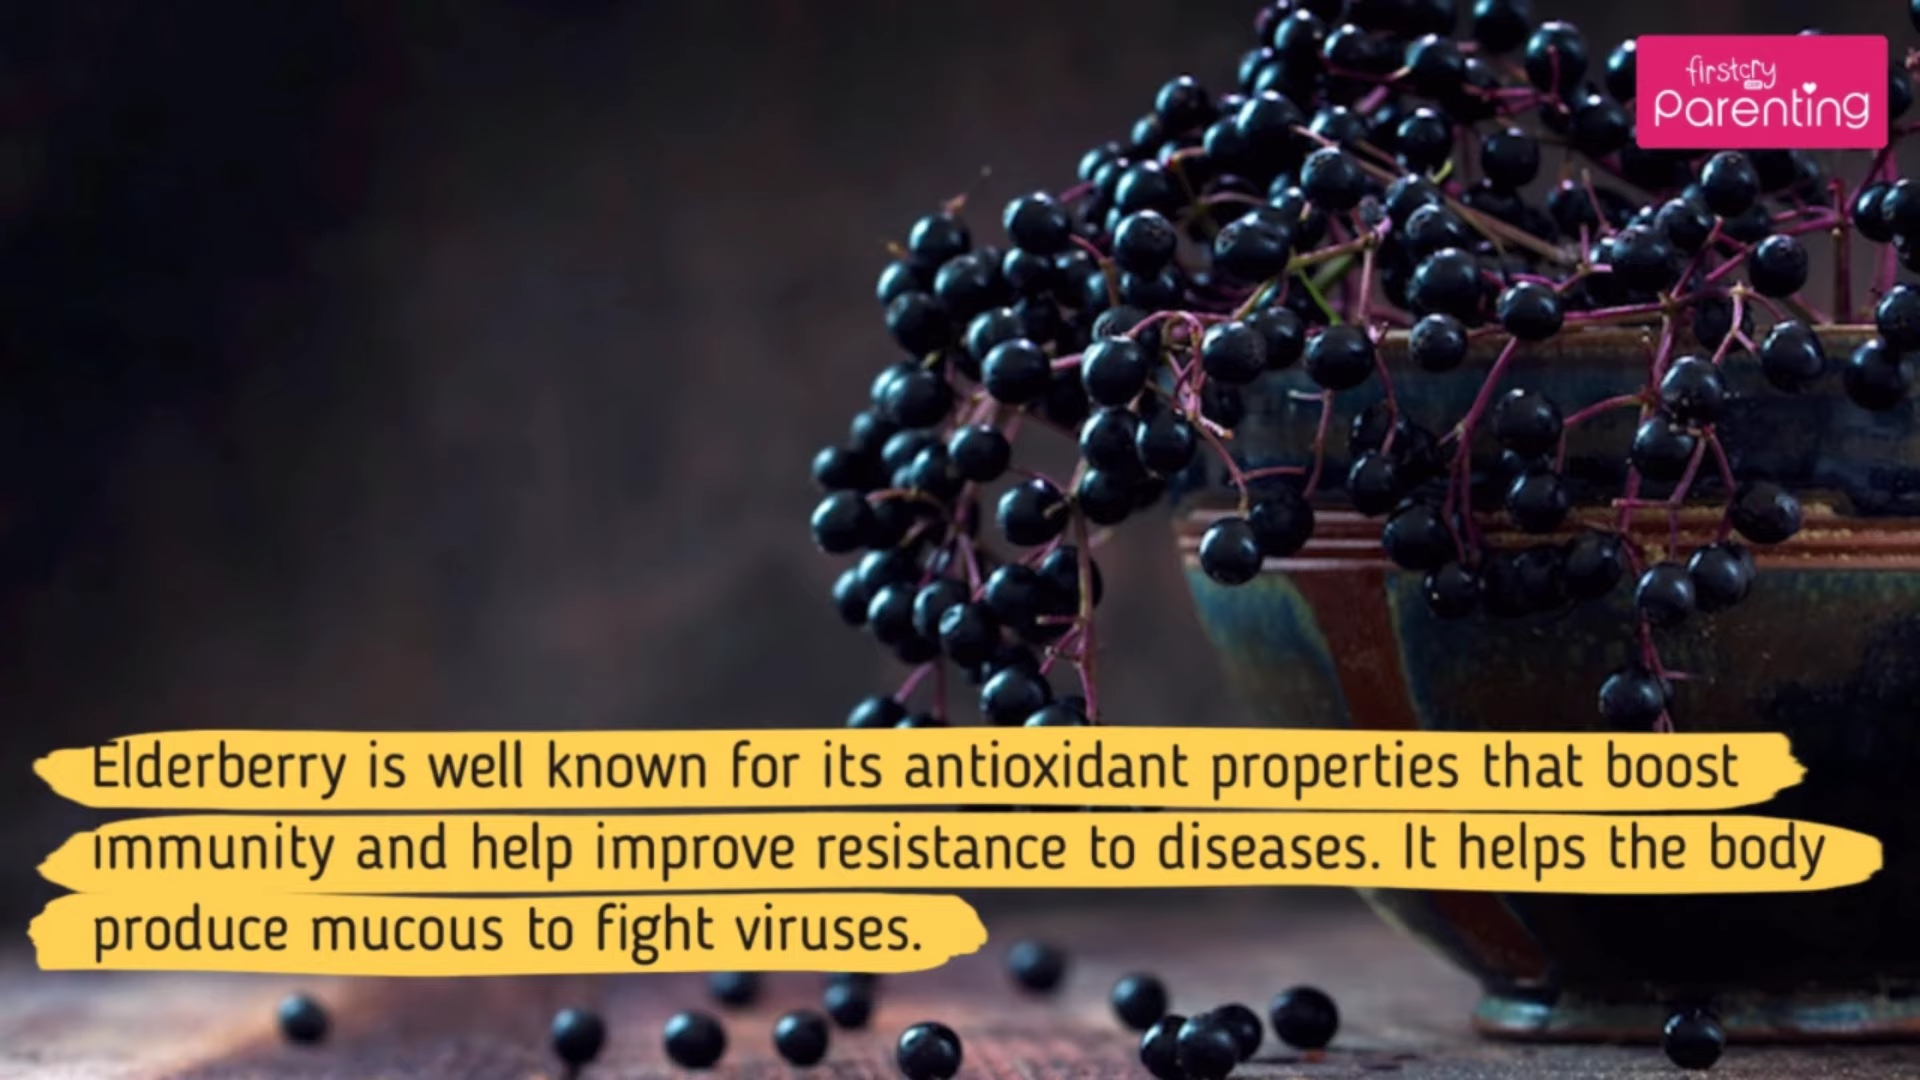 firstcry
Parenting
Elderberry is well known for its antioxidant properties that boost
immunity and help improve resistance to diseases. It helps the body
produce mucous to fight viruses.